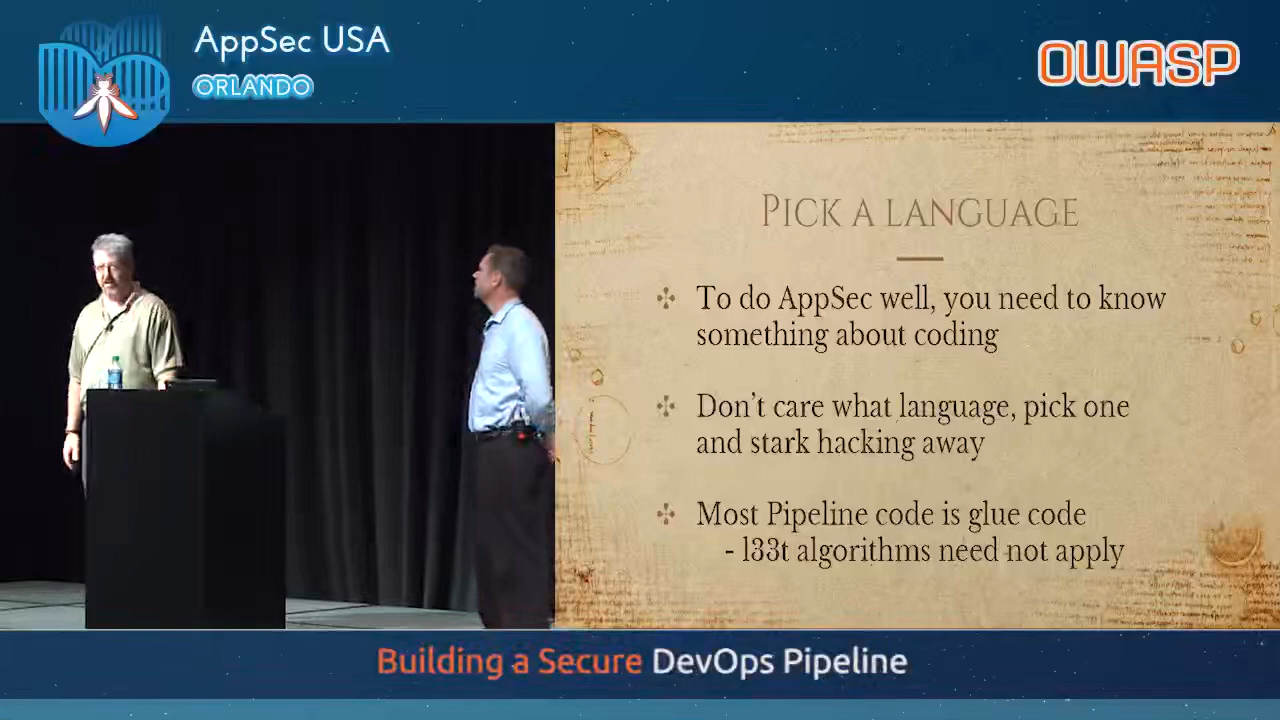 AppSec USA
ORLANDO
OWASP
PICK A LANGUAGE
To do AppSec well, you need to know
something about coding
Don't care what language, pick one
and stark hacking away
Most Pipeline code is glue code
- l33t algorithms need not apply
Building a Secure DevOps Pipeline